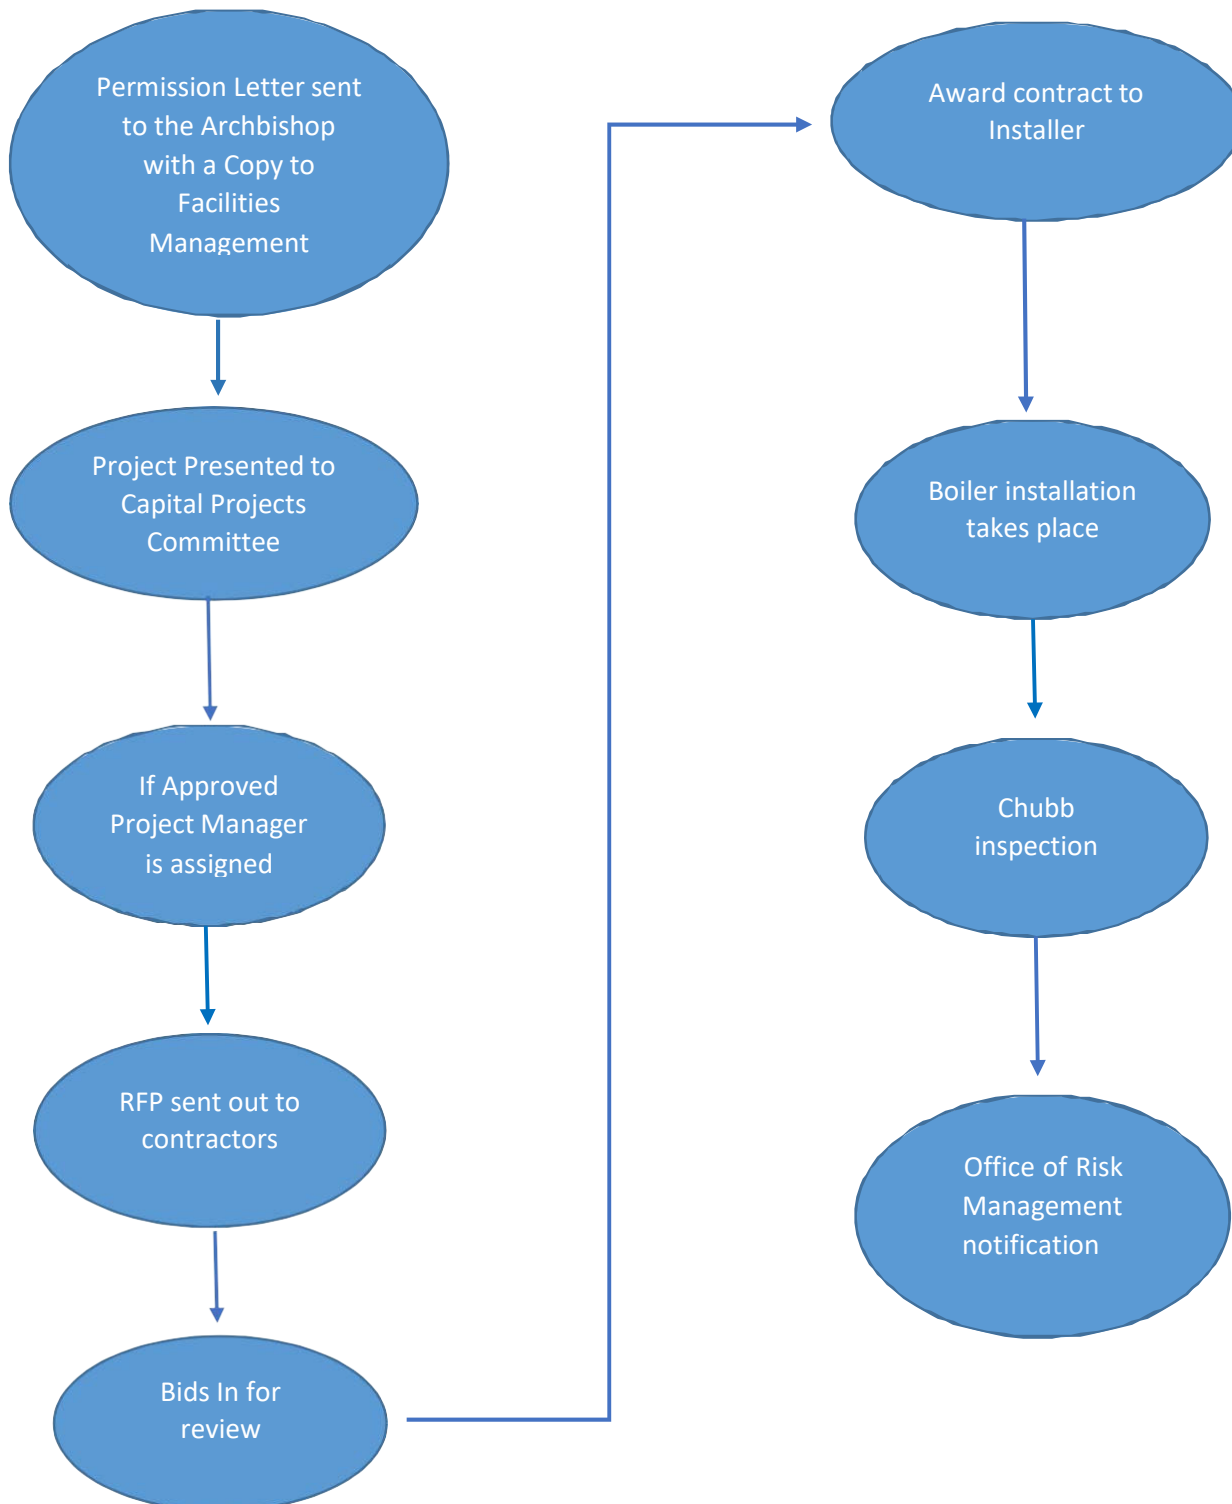 Permission Letter sent
to the Archbishop
with a Copy to
Facilities
Management
Project Presented to
Capital Projects
Committee
If Approved
Project Manager
is assigned
RFP sent out to
contractors
Bids In for
review
Award contract to
Installer
Boiler installation
takes place
Chubb
inspection
Office of Risk
Management
notification